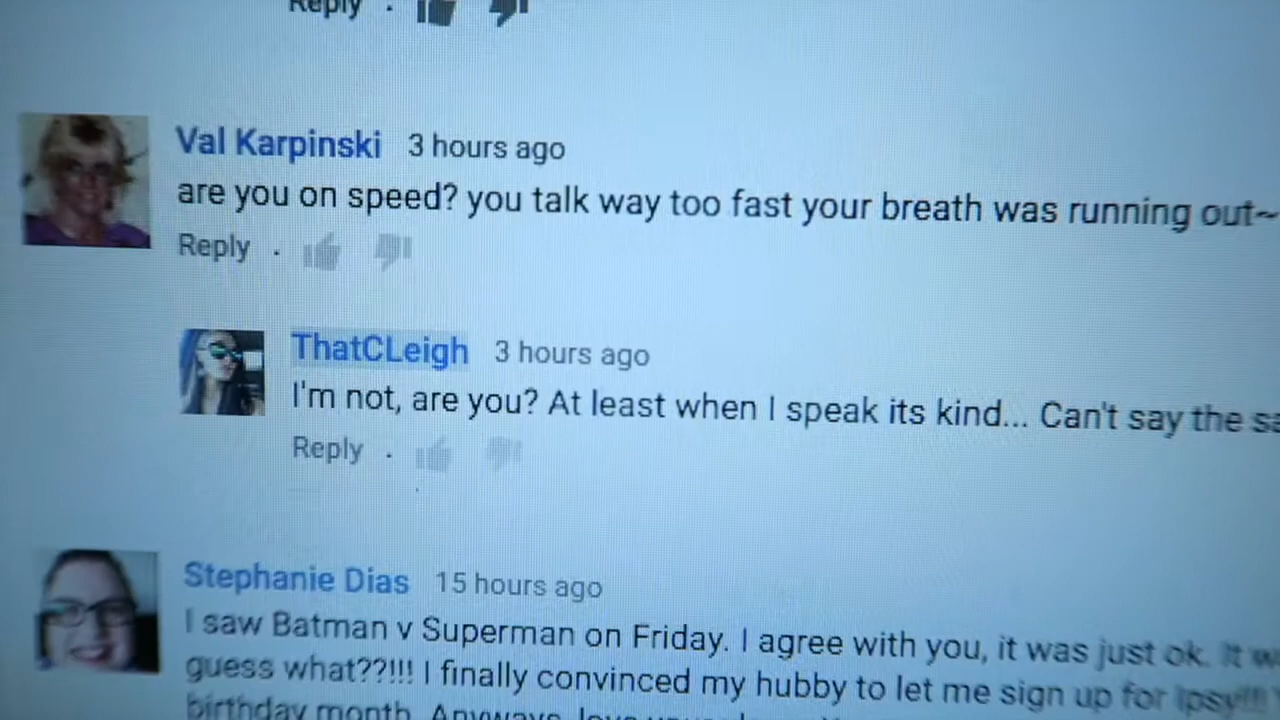 Reply ·
Val Karpinski 3 hours ago
are you on speed? you talk way too fast your breath was running out~
Reply ·
ThatCLeigh 3 hours ago
I'm not, are you? At least when I speak its kind... Can't say the
Reply ·
Stephanie Dias 15 hours ago
I saw Batman v Superman on Friday. I agree with you, it was just ok. It
guess what??!!! I finally convinced my hubby to let me sign up for Ipsy!!!
birthday month. Anyways, love